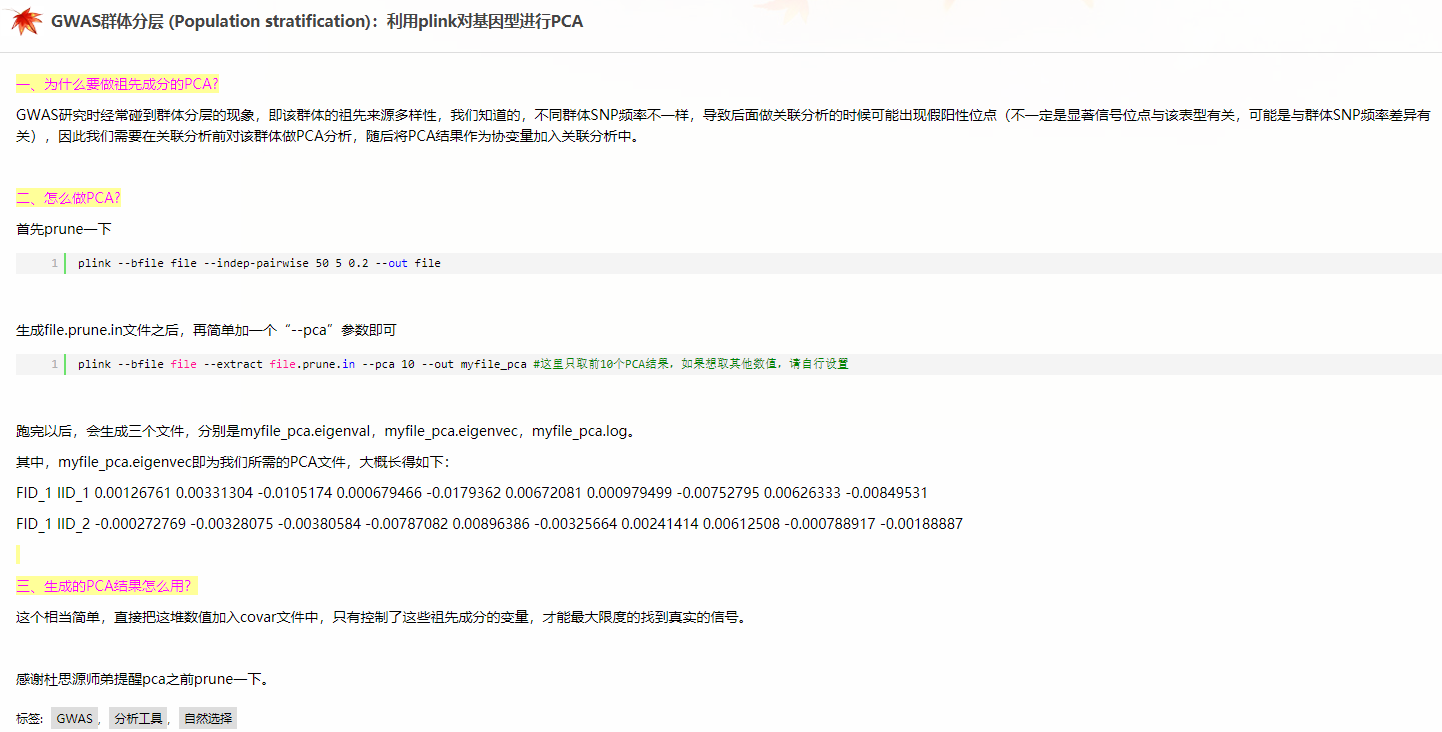 GWAS群体分层 (Population stratification)：利用plink对基因型进行PCA
一、为什么要做祖先成分的PCA?
GWAS研究时经常碰到群体分层的现象，即该群体的祖先来源多样性，我们知道的，不同群体SNP频率不一样，导致后面做关联分析的时候可能出现假阳性位点（不一定是显著信号位点与该表型有关，可能是与群体SNP频率差异有
关），因此我们需要在关联分析前对该群体做PCA分析，随后将PCA结果作为协变量加入关联分析中。
二、怎么做PCA?
首先prune一下
1 plink --bfile file --indep-pairwise 50 5 0.2 --out file
生成file.prune.in文件之后，再简单加一个“--pca”参数即可
1 plink --bfile file --extract file.prune.in --pca 10 --out myfile_pca #这里只取前10个PCA结果，如果想取其他数值，请自行设置
跑完以后，会生成三个文件，分别是myfile_pca.eigenval，myfile_pca.eigenvec，myfile_pca.log。
其中，myfile_pca.eigenvec即为我们所需的PCA文件，大概长得如下：
FID_1 IID_1 0.00126761 0.00331304 -0.0105174 0.000679466 -0.0179362 0.00672081 0.000979499 -0.00752795 0.00626333 -0.00849531
FID_1 IID_2 -0.000272769 -0.00328075 -0.00380584 -0.00787082 0.00896386 -0.00325664 0.00241414 0.00612508 -0.000788917 -0.00188887
三、生成的PCA结果怎么用?
这个相当简单，直接把这堆数值加入covar文件中，只有控制了这些祖先成分的变量，才能最大限度的找到真实的信号。
感谢杜思源师弟提醒pca之前prune一下。
标签: GWAS , 分析工具 , 自然选择